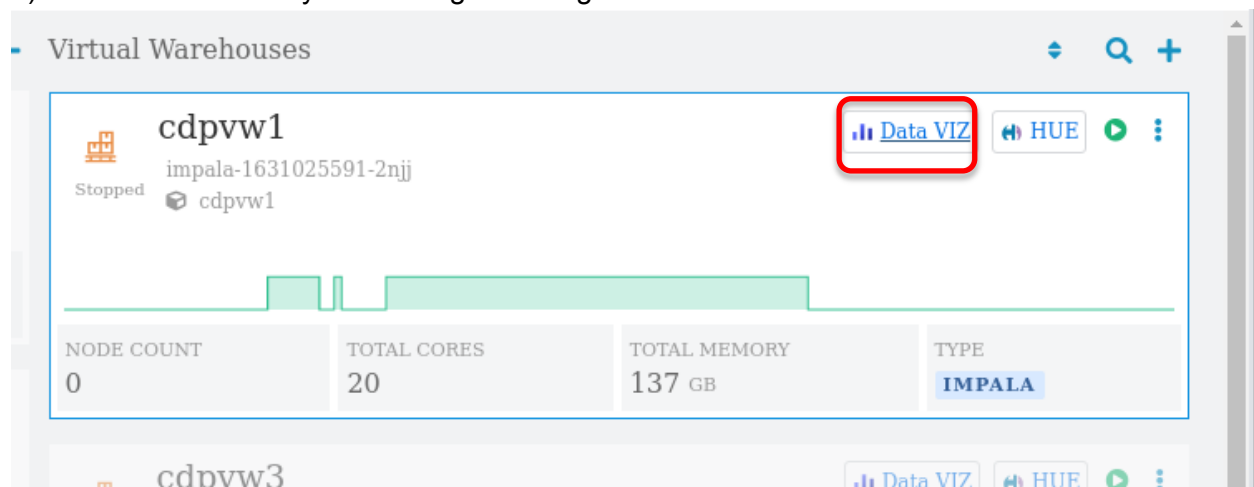 Virtual Warehouses
cdpvw1
Data VIZ
HUE
impala-1631025591-2njj
Stopped
cdpvw1
NODE COUNT
TOTAL CORES
TOTAL MEMORY
TYPE
0
20
137 GB
IMPALA
cdpvw3
Data VIZ
HUE